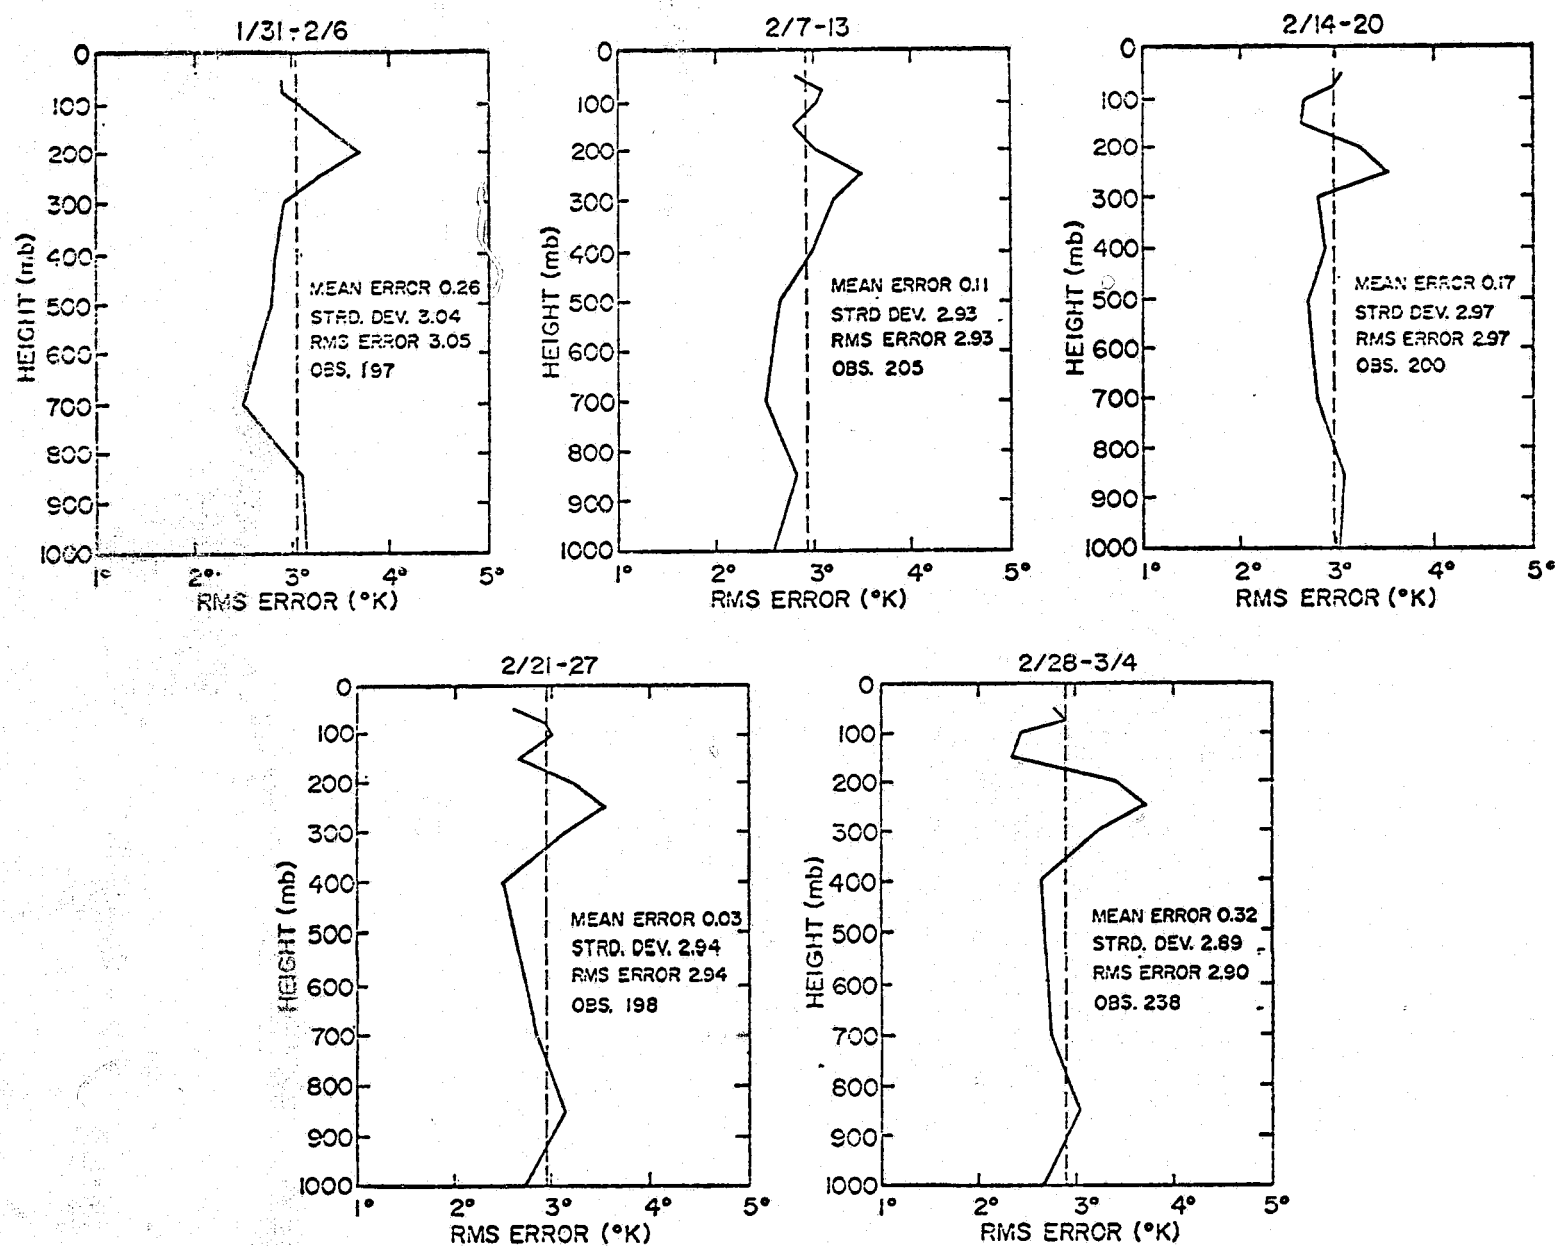 1/31-2/6
0
100
200
300
400
500
600
700
800
900
1000
HEIGHT (mb)
MEAN ERROR 0.26
STRD. DEV. 3.04
RMS ERROR 3.05
OBS. 197
1° 2° 3° 4° 5°
RMS ERROR (°K)
2/7-13
0
100
200
300
400
500
600
700
800
900
1000
HEIGHT (mb)
MEAN ERROR 0.11
STRD DEV. 2.93
RMS ERROR 2.93
OBS. 205
1° 2° 3° 4° 5°
RMS ERROR (°K)
2/14-20
0
100
200
300
400
500
600
700
800
900
1000
HEIGHT (mb)
MEAN ERROR 0.17
STRD DEV. 2.97
RMS ERROR 2.97
OBS. 200
1° 2° 3° 4° 5°
RMS ERROR (°K)
2/21-27
0
100
200
300
400
500
600
700
800
900
1000
HEIGHT (mb)
MEAN ERROR 0.03
STRD. DEV. 2.94
RMS ERROR 2.94
OBS. 198
1° 2° 3° 4° 5°
RMS ERROR (°K)
2/28-3/4
0
100
200
300
400
500
600
700
800
900
1000
HEIGHT (mb)
MEAN ERROR 0.32
STRD. DEV. 2.89
RMS ERROR 2.90
OBS. 238
1° 2° 3° 4° 5°
RMS ERROR (°K)